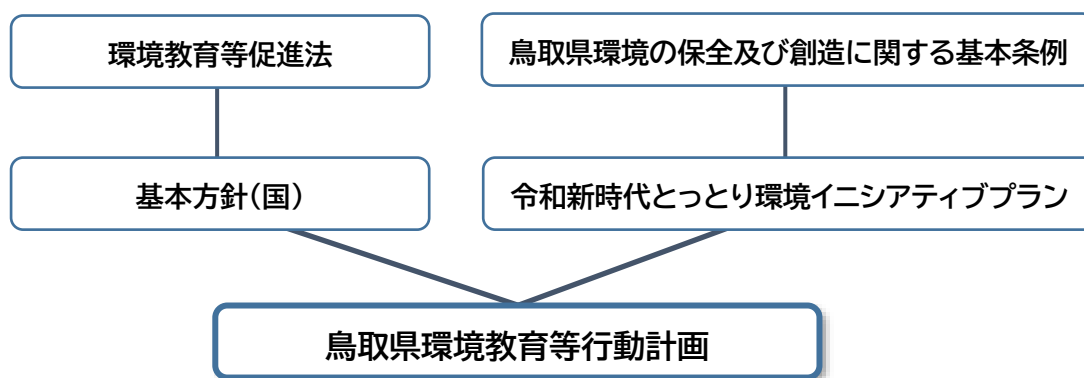 環境教育等促進法
鳥取県環境の保全及び創造に関する基本条例
基本方針(国)
令和新時代とっとり環境イニシアティブプラン
鳥取県環境教育等行動計画